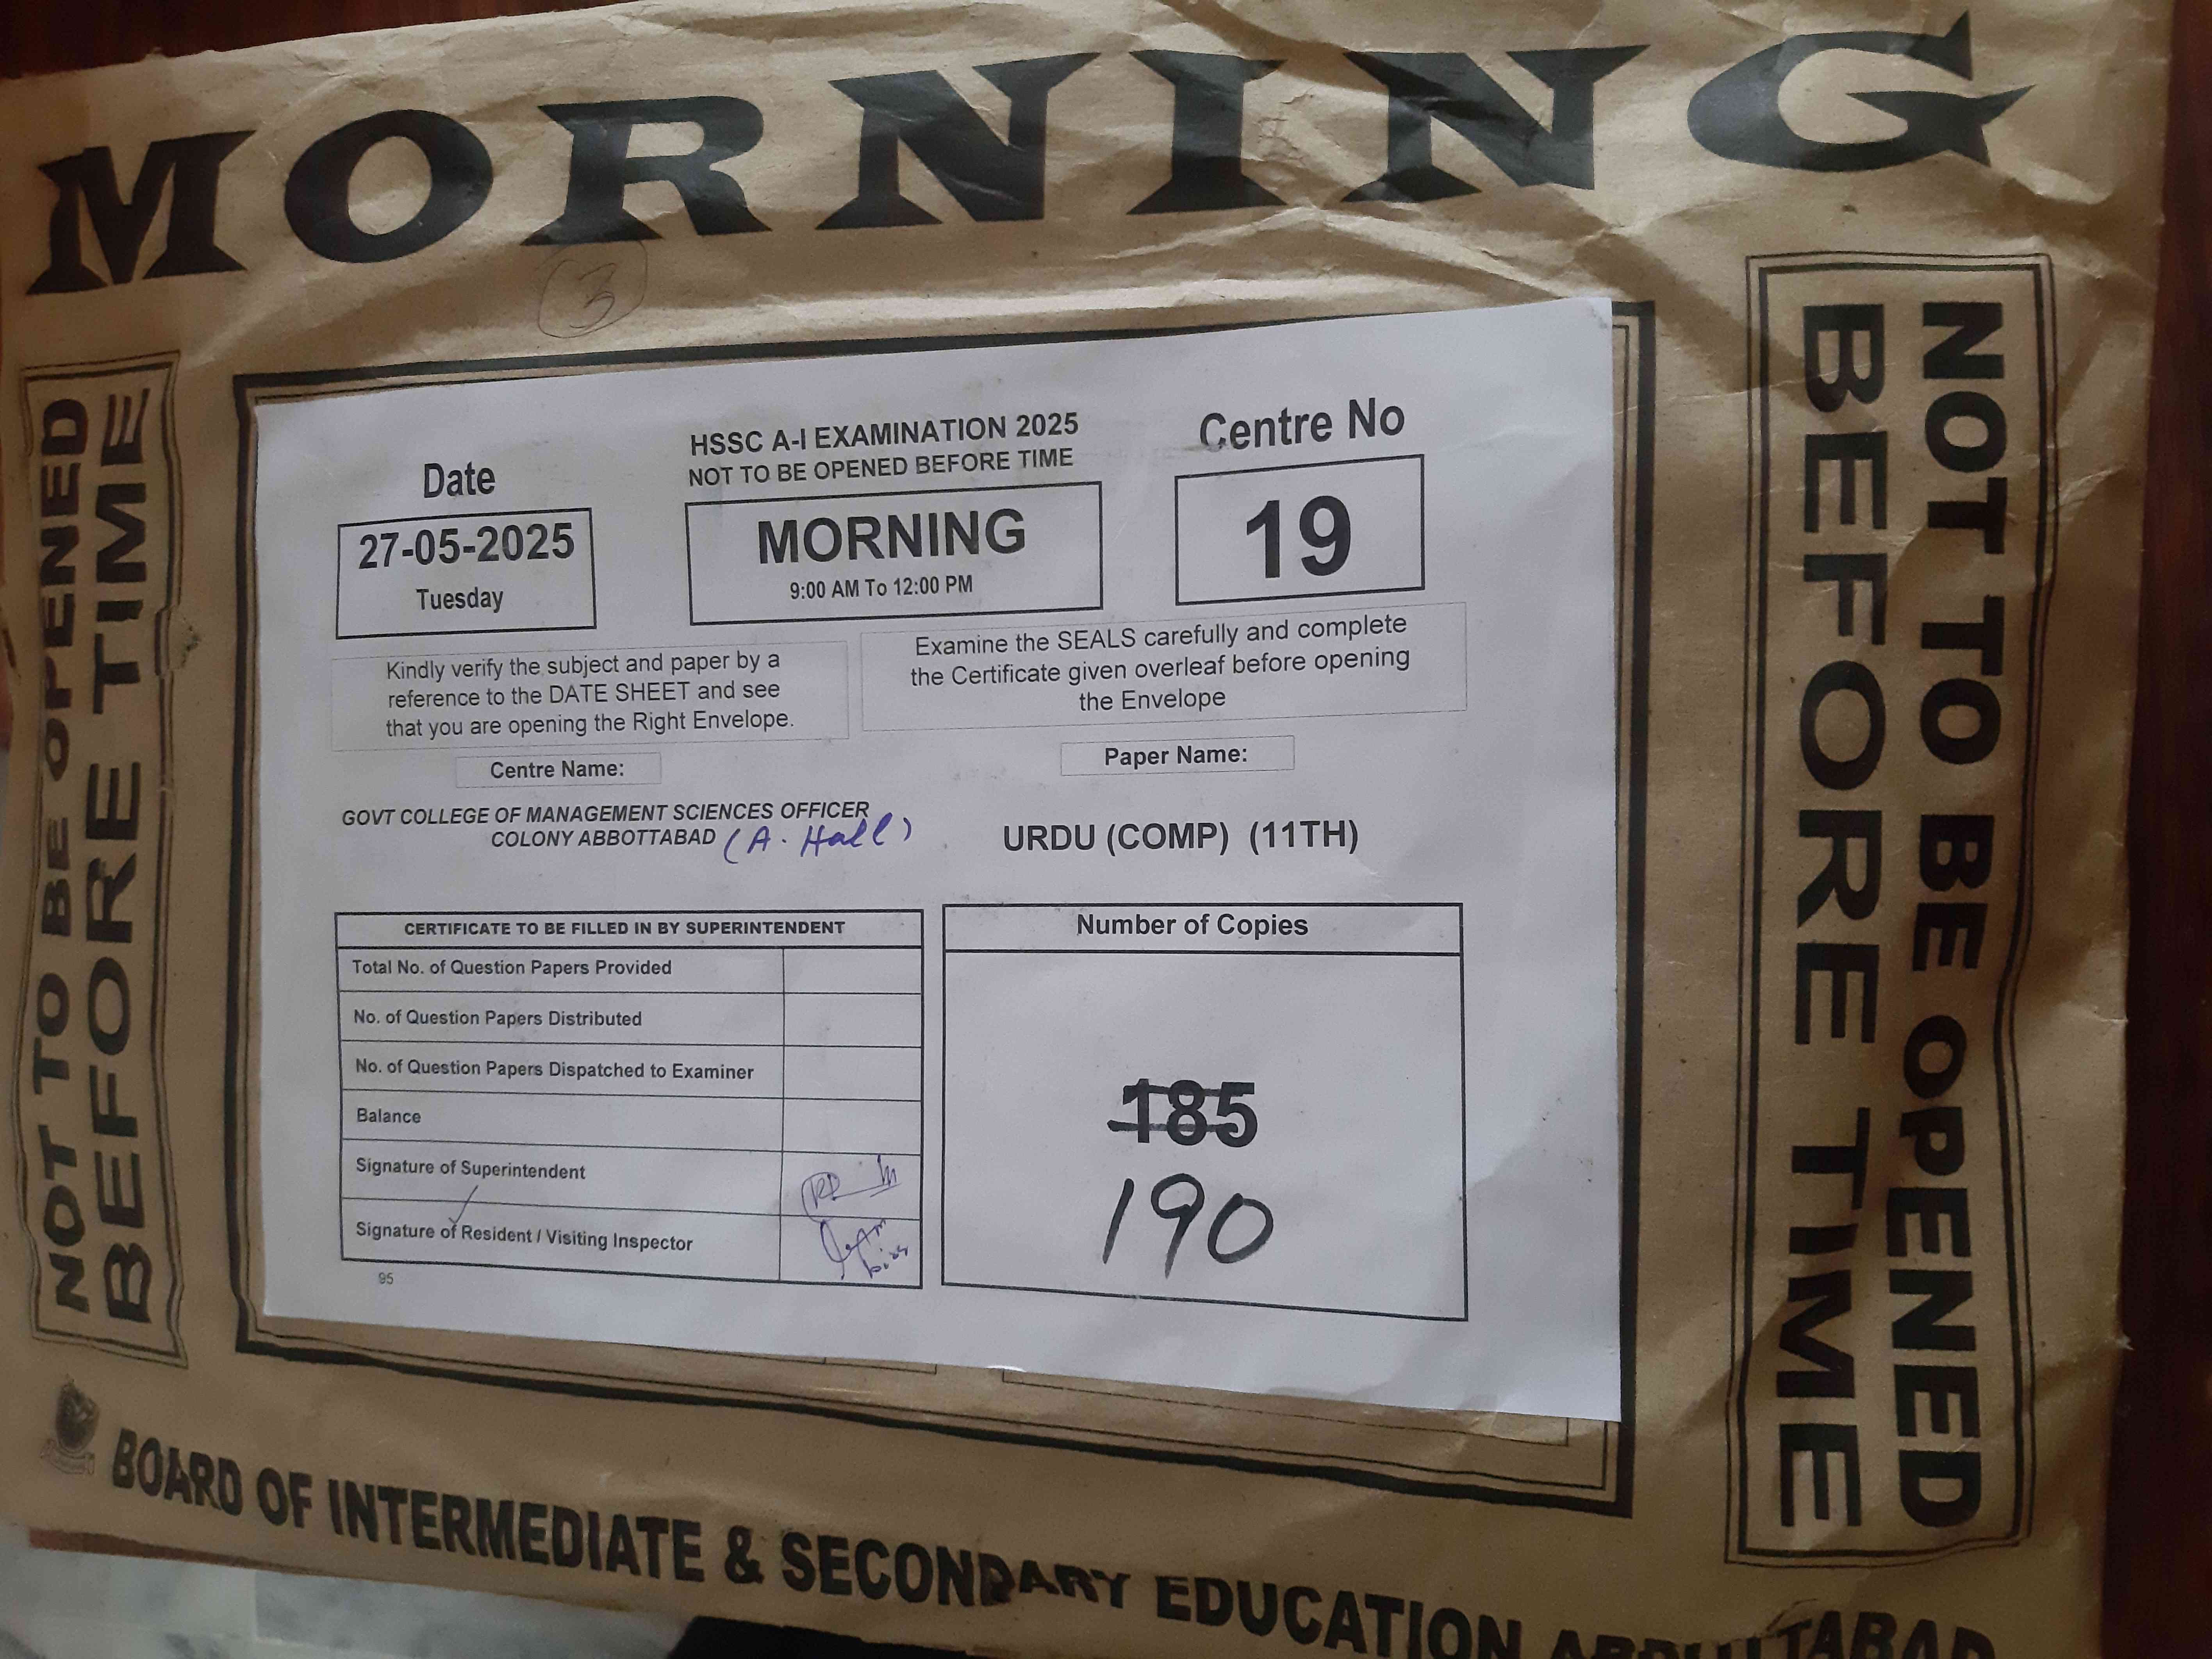 MORNING
3
NOT TO BE OPENED
BEFORE TIME
Date
27-05-2025
Tuesday
HSSC A-I EXAMINATION 2025
NOT TO BE OPENED BEFORE TIME
MORNING
9:00 AM To 12:00 PM
Centre No
19
Kindly verify the subject and paper by a
reference to the DATE SHEET and see
that you are opening the Right Envelope.
Examine the SEALS carefully and complete
the Certificate given overleaf before opening
the Envelope
Centre Name:
GOVT COLLEGE OF MANAGEMENT SCIENCES OFFICER
COLONY ABBOTTABAD (A. Hall)
Paper Name:
URDU (COMP) (11TH)
CERTIFICATE TO BE FILLED IN BY SUPERINTENDENT
Total No. of Question Papers Provided
No. of Question Papers Distributed
No. of Question Papers Dispatched to Examiner
Balance
Signature of Superintendent
Signature of Resident / Visiting Inspector
95
Number of Copies
185
190
NOT TO BE OPENED
BEFORE TIME
BOARD OF INTERMEDIATE & SECONDARY EDUCATION ABBOTTABAD